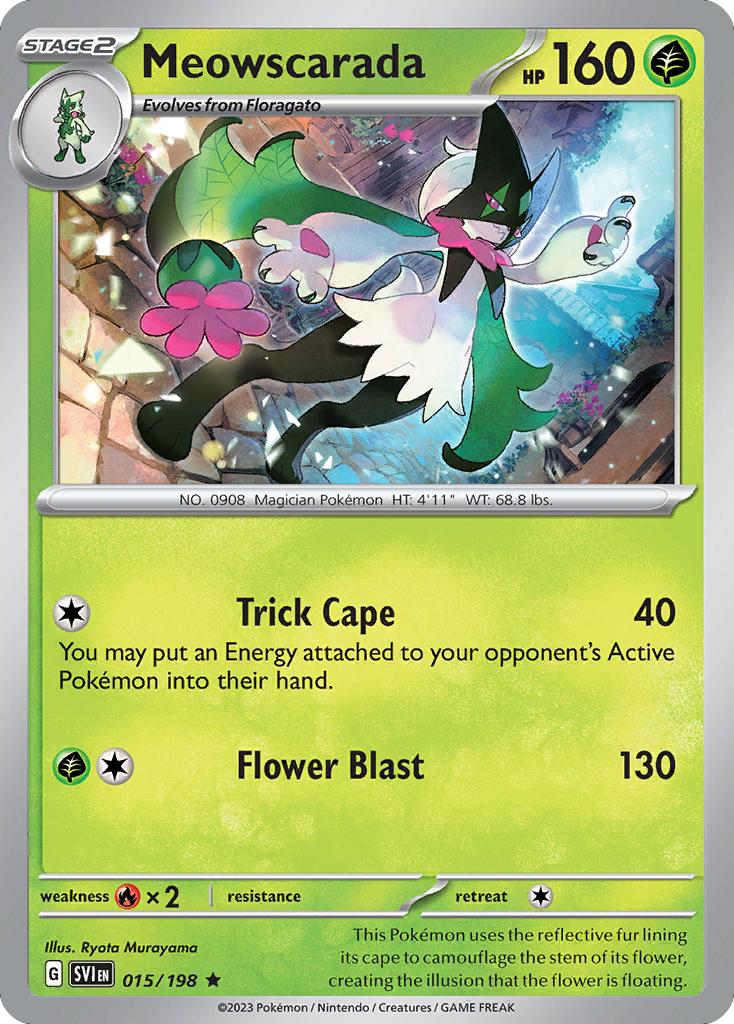 STAGE2
Meowscarada
HP 160
Evolves from Floragato
NO. 0908 Magician Pokémon HT: 4'11" WT: 68.8 lbs.
Trick Cape 40
You may put an Energy attached to your opponent's Active
Pokémon into their hand.
Flower Blast 130
weakness ×2 resistance retreat
Illus. Ryota Murayama
This Pokémon uses the reflective fur lining
its cape to camouflage the stem of its flower,
creating the illusion that the flower is floating.
G SVI EN 015/198
©2023 Pokémon / Nintendo / Creatures / GAME FREAK